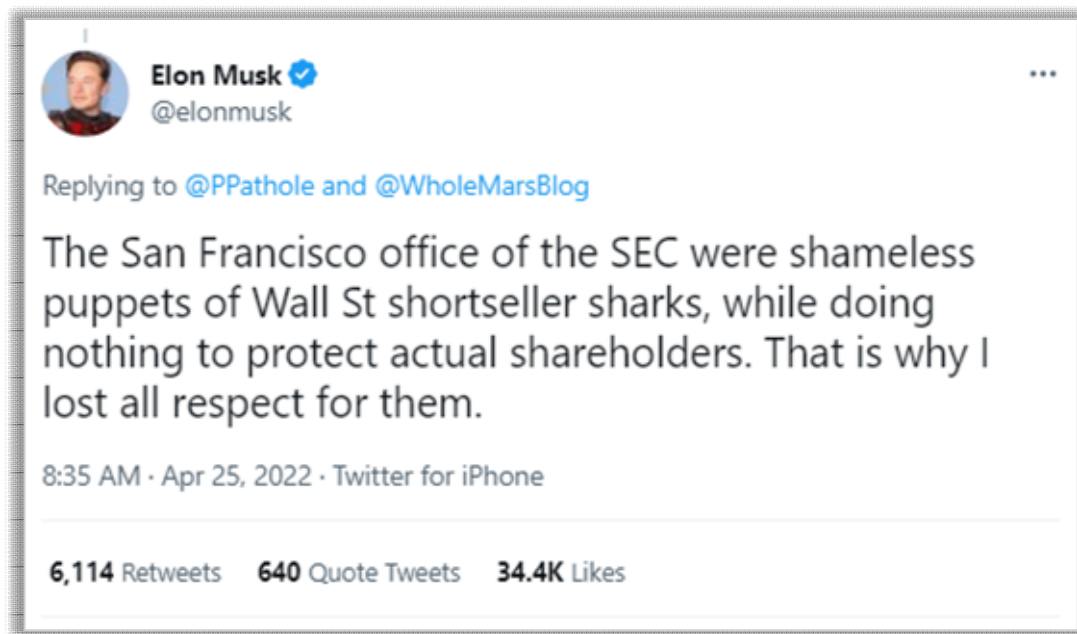 Elon Musk
@elonmusk
Replying to @PPathole and @WholeMarsBlog
The San Francisco office of the SEC were shameless
puppets of Wall St shortseller sharks, while doing
nothing to protect actual shareholders. That is why I
lost all respect for them.
8:35 AM · Apr 25, 2022 · Twitter for iPhone
6,114 Retweets 640 Quote Tweets 34.4K Likes